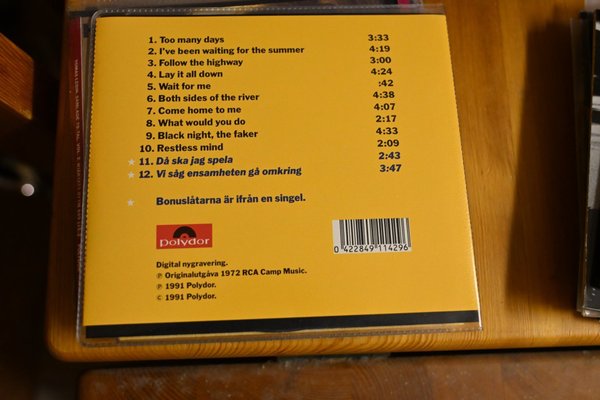 1. Too many days 3:33
2. I've been waiting for the summer 4:19
3. Follow the highway 3:00
4. Lay it all down 4:24
5. Wait for me :42
6. Both sides of the river 4:38
7. Come home to me 4:07
8. What would you do 2:17
9. Black night, the faker 4:33
10. Restless mind 2:09
★ 11. Då ska jag spela 2:43
★ 12. Vi såg ensamheten gå omkring 3:47
★ Bonuslåtarna är ifrån en singel.
polydor
0 422849 114296
Digital nygravering.
℗ Originalutgåva 1972 RCA Camp Music.
℗ 1991 Polydor.
© 1991 Polydor.